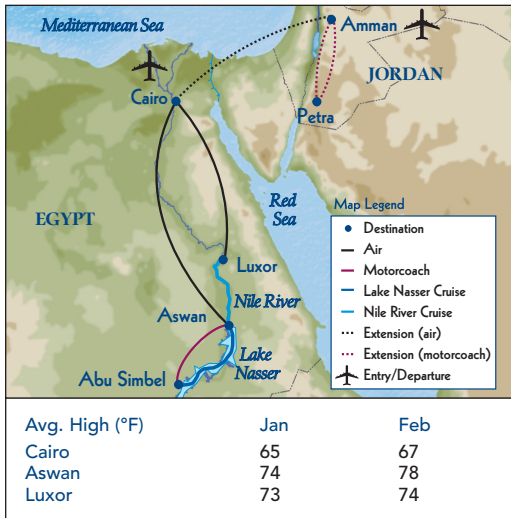 Mediterranean Sea
Amman
JORDAN
Cairo
Petra
EGYPT
Red
Sea
Luxor
Nile River
Aswan
Lake
Nasser
Abu Simbel
Map Legend
Destination
Air
Motorcoach
Lake Nasser Cruise
Nile River Cruise
Extension (air)
Extension (motorcoach)
Entry/Departure
Avg. High (°F) Jan Feb
Cairo 65 67
Aswan 74 78
Luxor 73 74